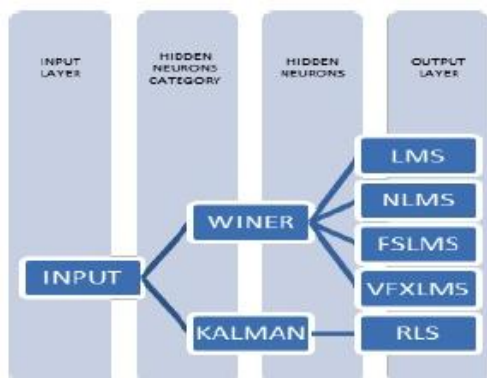 INPUT
LAYER
HIDDEN
NEURONS
CATEGORY
HIDDEN
NEURONS
OUTPUT
LAYER
LMS
NLMS
WINER
FSLMS
INPUT
VFXLMS
KALMAN
RLS